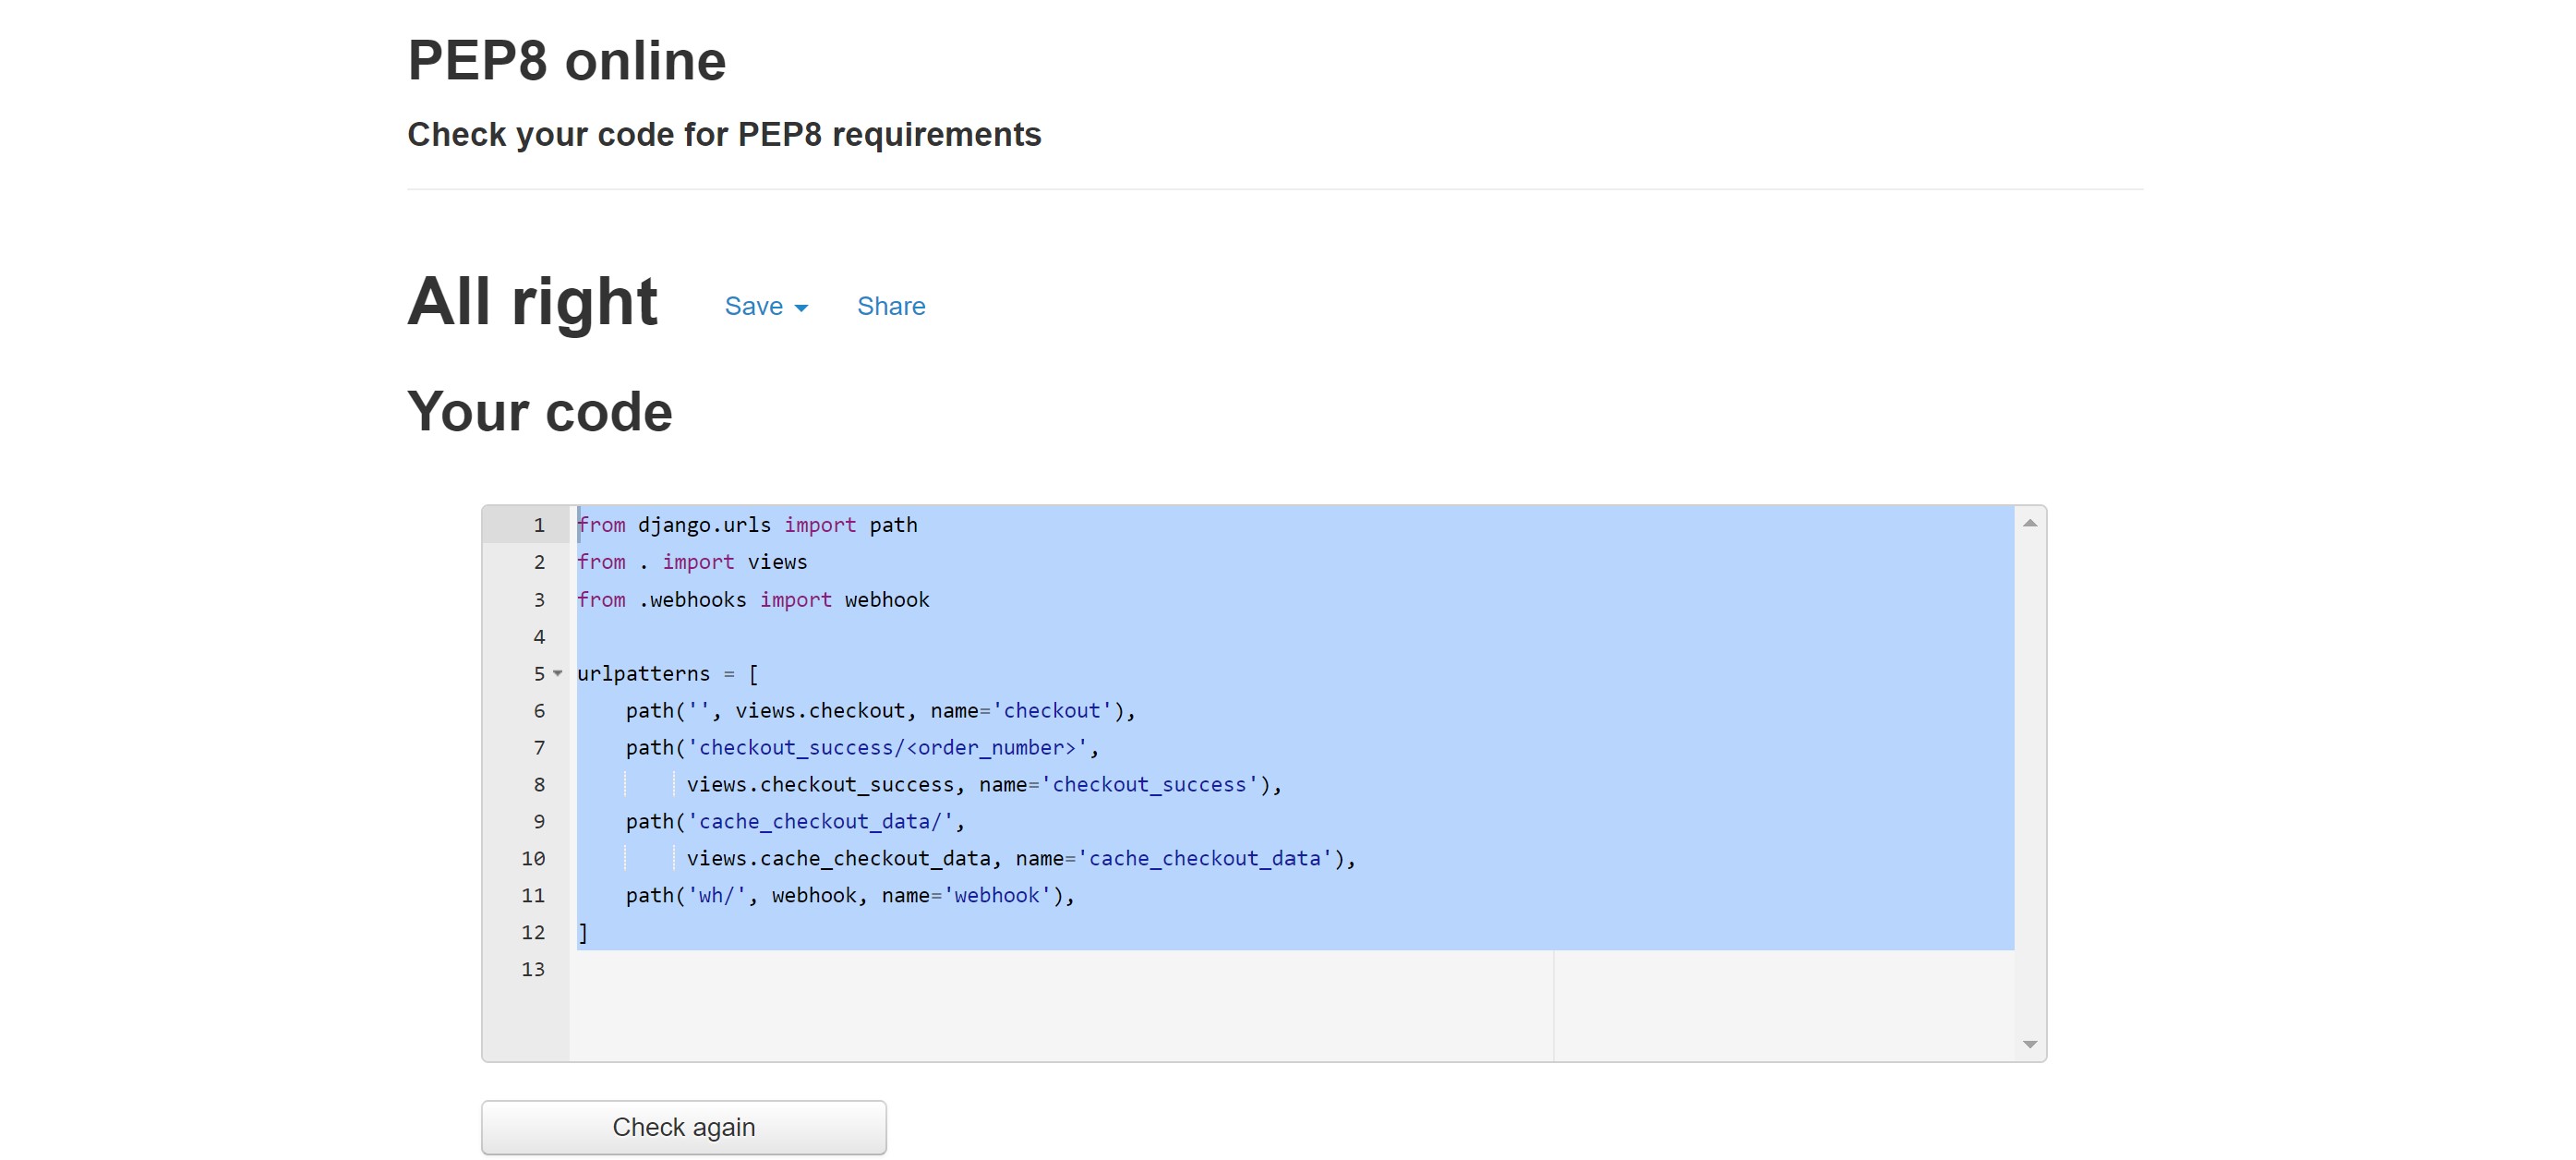 PEP8 online
Check your code for PEP8 requirements
All right Save Share
Your code
1 from django.urls import path
2 from . import views
3 from .webhooks import webhook
4
5 urlpatterns = [
6     path('', views.checkout, name='checkout'),
7     path('checkout_success/<order_number>',
8          views.checkout_success, name='checkout_success'),
9     path('cache_checkout_data/',
10          views.cache_checkout_data, name='cache_checkout_data'),
11     path('wh/', webhook, name='webhook'),
12 ]
13
Check again